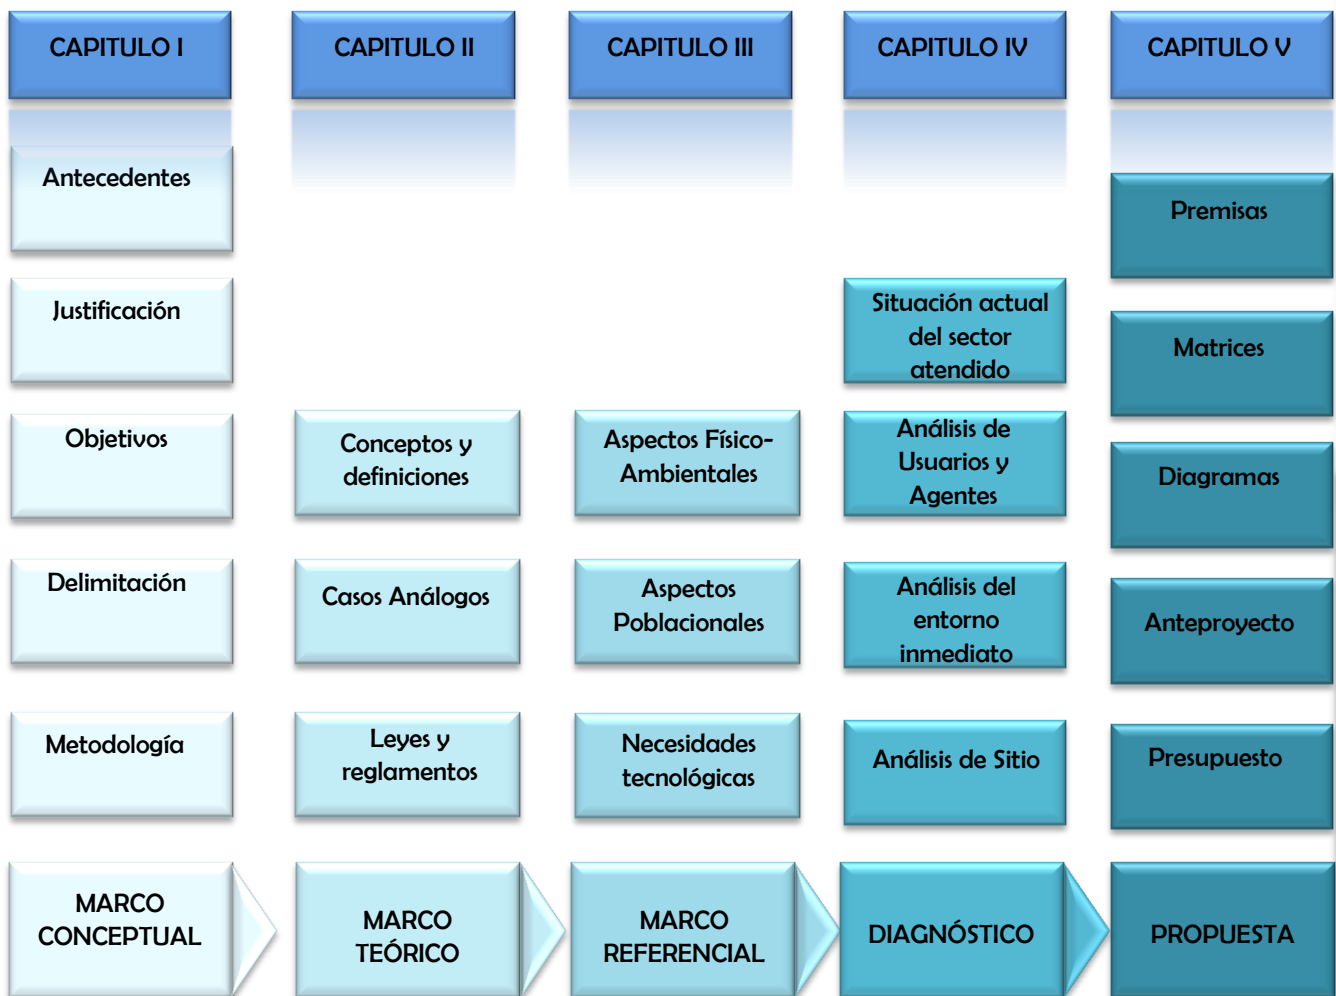 CAPITULO I
CAPITULO II
CAPITULO III
CAPITULO IV
CAPITULO V
Antecedentes
Justificación
Objetivos
Delimitación
Metodología
MARCO
CONCEPTUAL
Conceptos y
definiciones
Casos Análogos
Leyes y
reglamentos
MARCO
TEÓRICO
Aspectos Físico-
Ambientales
Aspectos
Poblacionales
Necesidades
tecnológicas
MARCO
REFERENCIAL
Situación actual
del sector
atendido
Análisis de
Usuarios y
Agentes
Análisis del
entorno
inmediato
Análisis de Sitio
DIAGNÓSTICO
Premisas
Matrices
Diagramas
Anteproyecto
Presupuesto
PROPUESTA